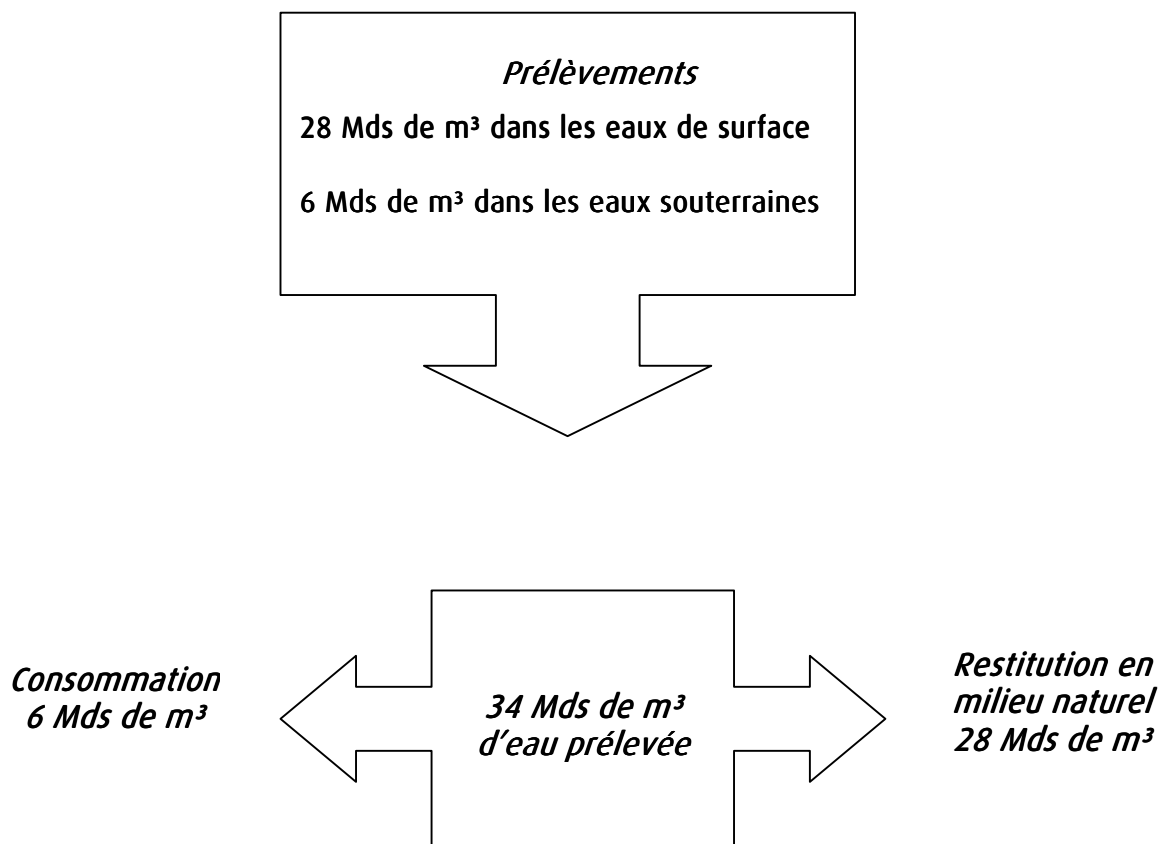 Prélèvements
28 Mds de m³ dans les eaux de surface
6 Mds de m³ dans les eaux souterraines
Consommation
6 Mds de m³
34 Mds de m³
d'eau prélevée
Restitution en
milieu naturel
28 Mds de m³